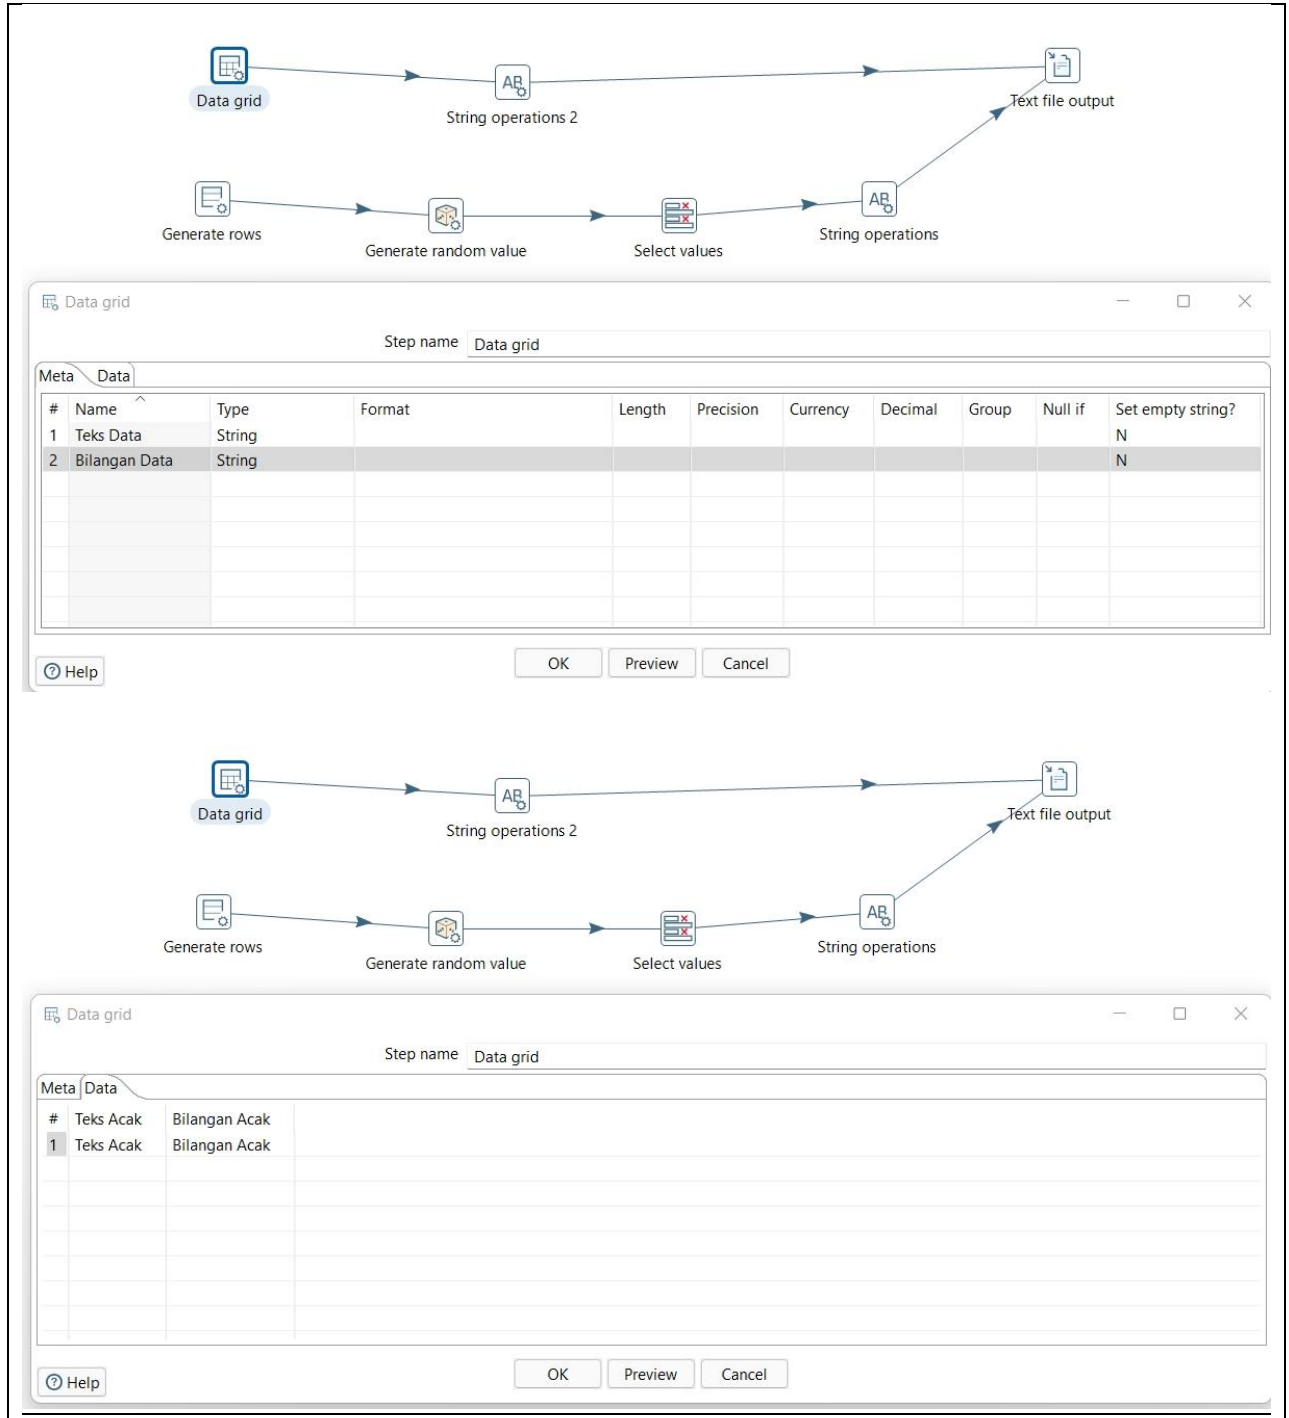 Data grid
String operations 2
Text file output
Generate rows
Generate random value
Select values
String operations
Data grid
Step name Data grid
Meta Data
# Name Type Format Length Precision Currency Decimal Group Null if Set empty string?
1 Teks Data String N
2 Bilangan Data String N
Help OK Preview Cancel
Data grid
String operations 2
Text file output
Generate rows
Generate random value
Select values
String operations
Data grid
Step name Data grid
Meta Data
# Teks Acak Bilangan Acak
1 Teks Acak Bilangan Acak
Help OK Preview Cancel